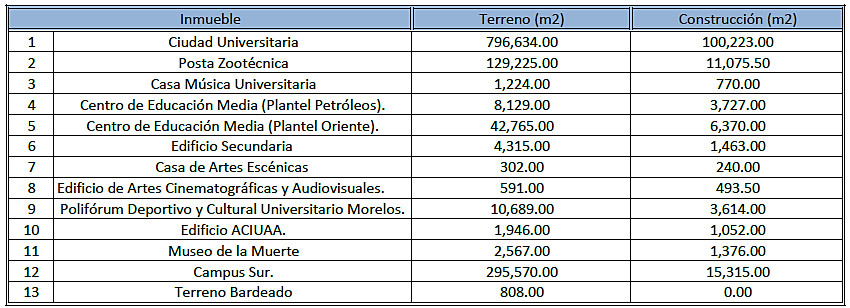 Inmueble Terreno (m2) Construcción (m2)
1 Ciudad Universitaria 796,634.00 100,223.00
2 Posta Zootécnica 129,225.00 11,075.50
3 Casa Música Universitaria 1,224.00 770.00
4 Centro de Educación Media (Plantel Petróleos). 8,129.00 3,727.00
5 Centro de Educación Media (Plantel Oriente). 42,765.00 6,370.00
6 Edificio Secundaria 4,315.00 1,463.00
7 Casa de Artes Escénicas 302.00 240.00
8 Edificio de Artes Cinematográficas y Audiovisuales. 591.00 493.50
9 Polifórum Deportivo y Cultural Universitario Morelos. 10,689.00 3,614.00
10 Edificio ACIUAA. 1,946.00 1,052.00
11 Museo de la Muerte 2,567.00 1,376.00
12 Campus Sur. 295,570.00 15,315.00
13 Terreno Bardeado 808.00 0.00